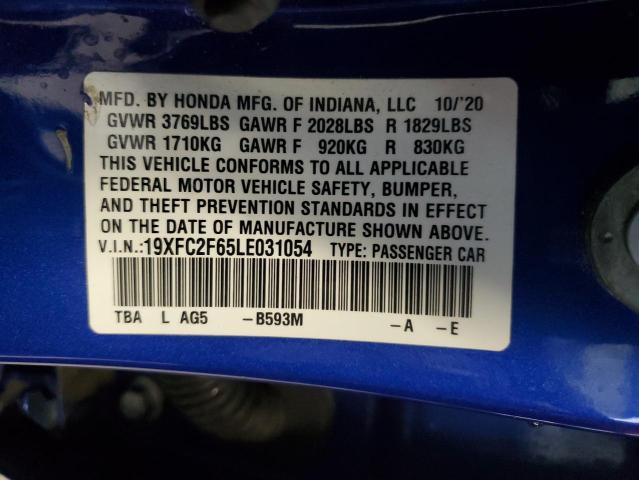 MFD. BY HONDA MFG. OF INDIANA, LLC 10/'20
GVWR 3769LBS GAWR F 2028LBS R 1829LBS
GVWR 1710KG GAWR F 920KG R 830KG
THIS VEHICLE CONFORMS TO ALL APPLICABLE
FEDERAL MOTOR VEHICLE SAFETY, BUMPER,
AND THEFT PREVENTION STANDARDS IN EFFECT
ON THE DATE OF MANUFACTURE SHOWN ABOVE.
V.I.N.:19XFC2F65LE031054 TYPE: PASSENGER CAR
TBA L AG5 -B593M -A -E